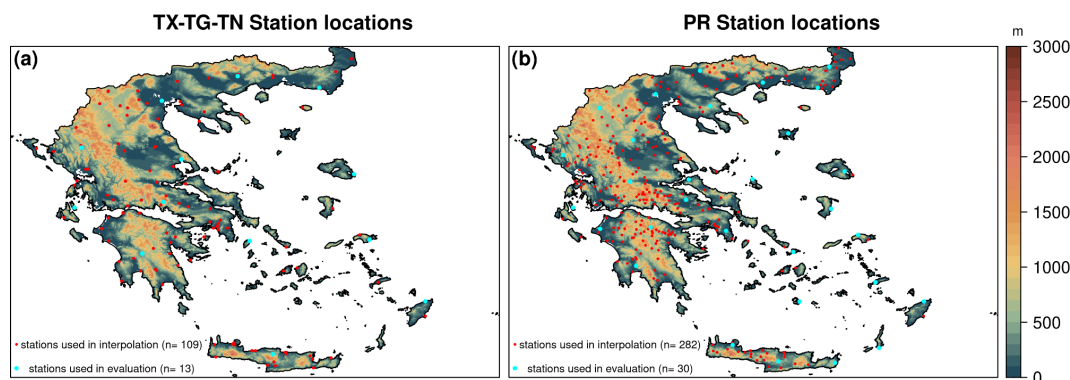 TX-TG-TN Station locations
PR Station locations
m
(a)
(b)
3000
2500
2000
1500
1000
500
0
stations used in interpolation (n= 109)
stations used in evaluation (n= 13)
stations used in interpolation (n= 282)
stations used in evaluation (n= 30)